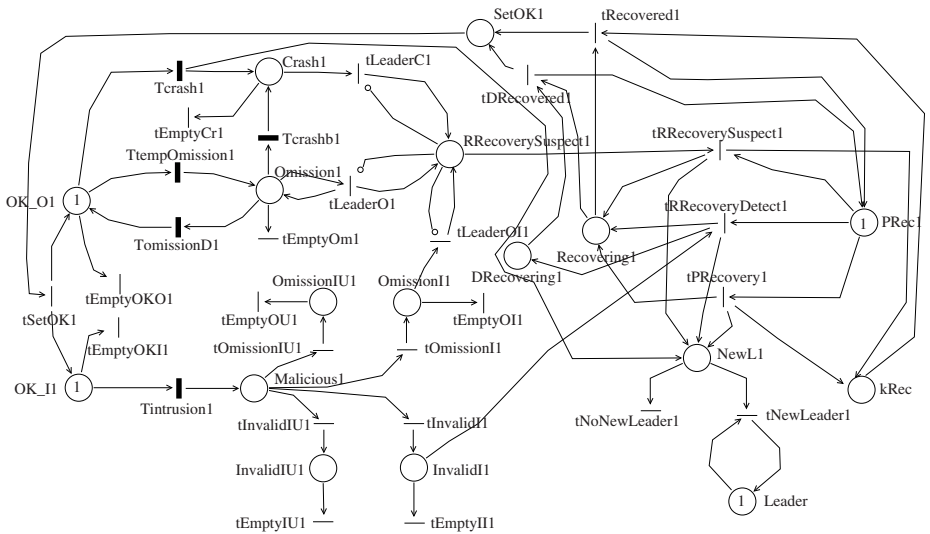 SetOK1
tRecovered1
Crash1
tLeaderC1
Tcrash1
tDRecovered1
tEmptyCr1
Tcrashb1
RRecoverySuspect1
tRRecoverySuspect1
TtempOmission1
Omission1
OK_O1
1
tLeaderO1
tRRecoveryDetect1
1
PRec1
TomissionD1
tEmptyOm1
tLeaderOI1
Recovering1
DRecovering1
tPRecovery1
OmissionIU1
OmissionI1
tEmptyOKO1
tSetOK1
tEmptyOU1
tEmptyOI1
tEmptyOKI1
tOmissionIU1
tOmissionI1
NewL1
OK_I1
1
Malicious1
kRec
Tintrusion1
tInvalidIU1
tInvalidI1
tNoNewLeader1
tNewLeader1
InvalidIU1
InvalidI1
1
Leader
tEmptyIU1
tEmptyII1